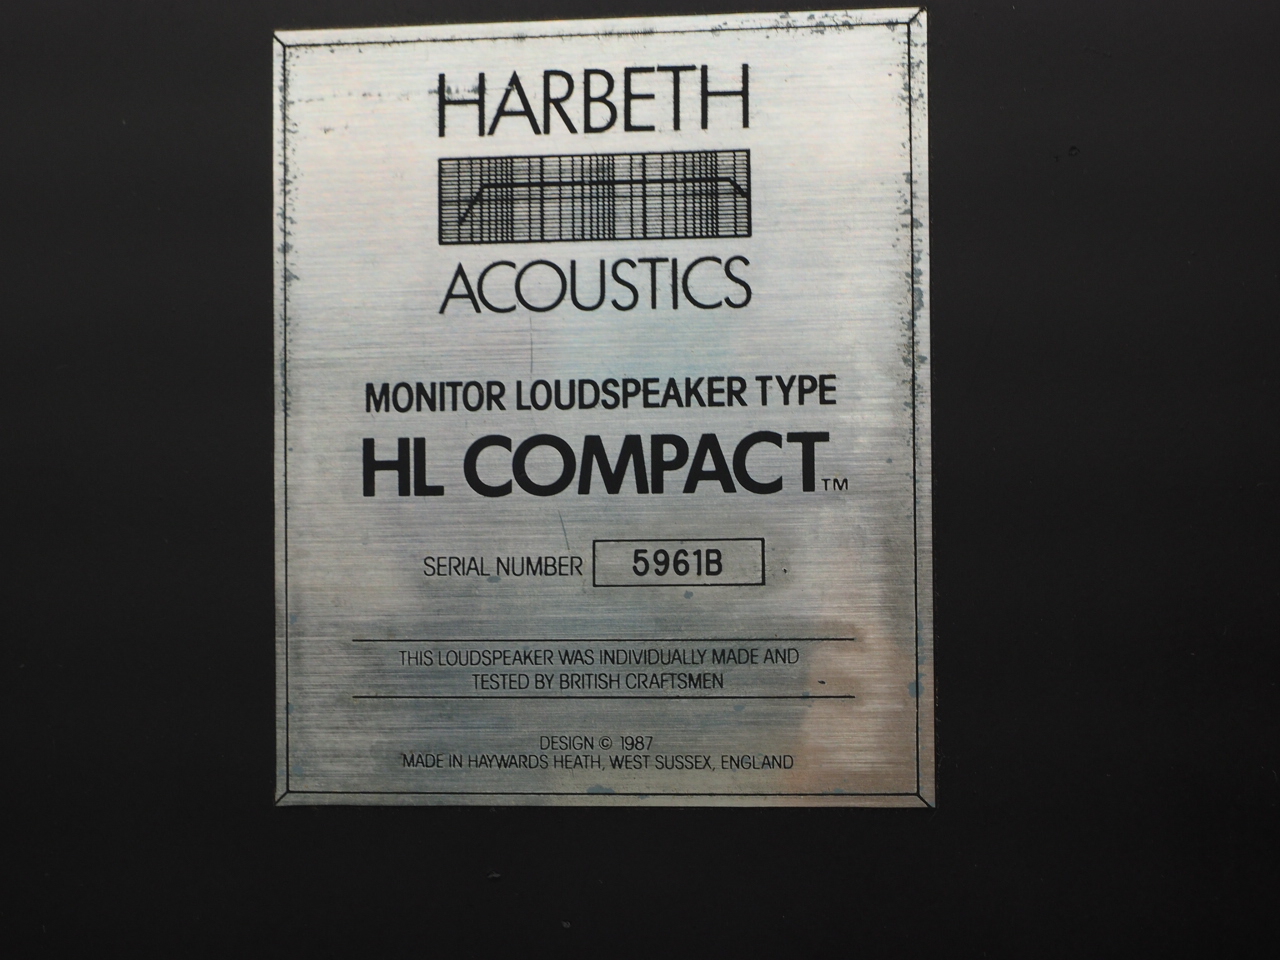 HARBETH
ACOUSTICS
MONITOR LOUDSPEAKER TYPE
HL COMPACT™
SERIAL NUMBER 5961B
THIS LOUDSPEAKER WAS INDIVIDUALLY MADE AND
TESTED BY BRITISH CRAFTSMEN
DESIGN © 1987
MADE IN HAYWARDS HEATH, WEST SUSSEX, ENGLAND